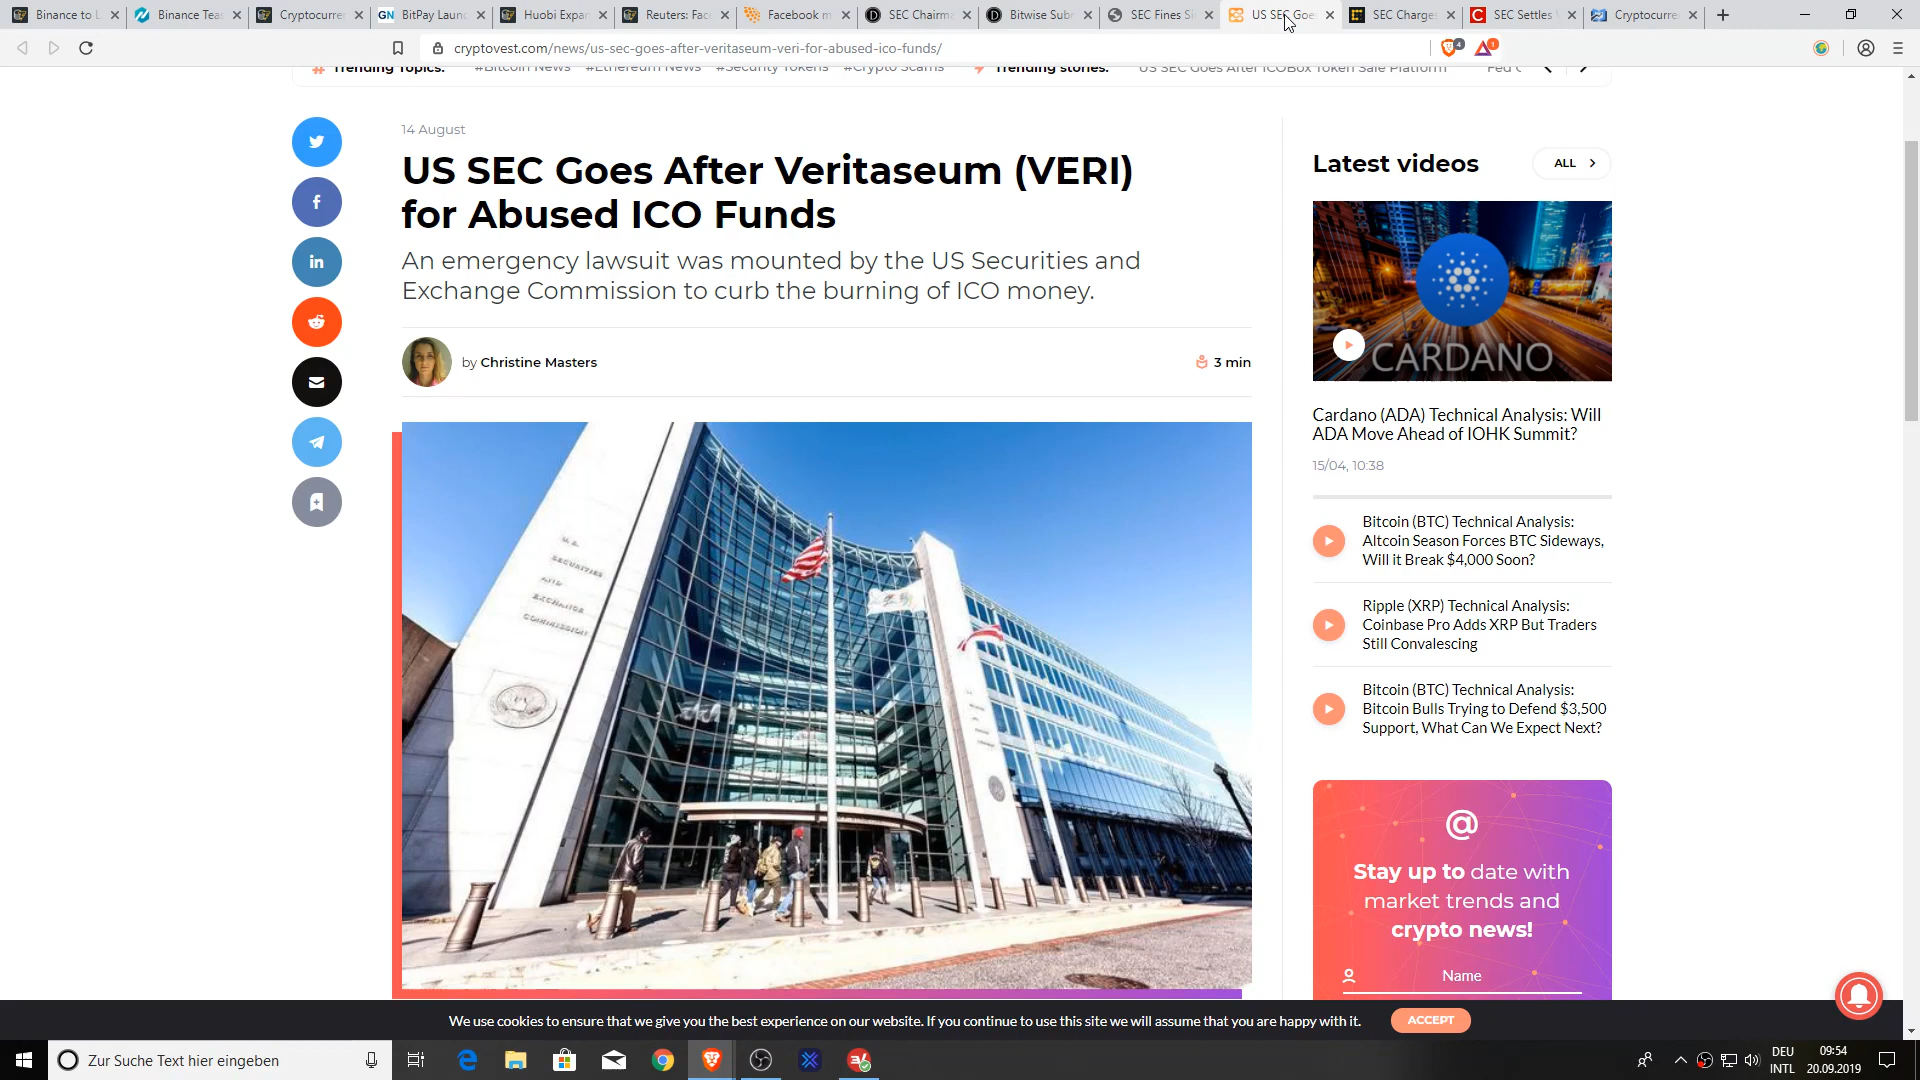 Binance to L
Binance Tea
Cryptocurre
BitPay Laun
Huobi Expa
Reuters: Fac
Facebook m
SEC Chairma
Bitwise Sub
SEC Fines Si
US SEC Goe
SEC Charge
SEC Settles
Cryptocurre
cryptovest.com/news/us-sec-goes-after-veritaseum-veri-for-abused-ico-funds/
4
1
Trending Topics: #Bitcoin News #Ethereum News #Security Tokens #Crypto Scams
Trending stories: US SEC Goes After ICOBox Token Sale Platform
14 August
US SEC Goes After Veritaseum (VERI)
for Abused ICO Funds
An emergency lawsuit was mounted by the US Securities and
Exchange Commission to curb the burning of ICO money.
by Christine Masters
3 min
U.S.
SECURITIES
AND
EXCHANGE
COMMISSION
Latest videos
ALL
CARDANO
Cardano (ADA) Technical Analysis: Will
ADA Move Ahead of IOHK Summit?
15/04, 10:38
Bitcoin (BTC) Technical Analysis:
Altcoin Season Forces BTC Sideways,
Will it Break $4,000 Soon?
Ripple (XRP) Technical Analysis:
Coinbase Pro Adds XRP But Traders
Still Convalescing
Bitcoin (BTC) Technical Analysis:
Bitcoin Bulls Trying to Defend $3,500
Support, What Can We Expect Next?
@
Stay up to date with
market trends and
crypto news!
Name
We use cookies to ensure that we give you the best experience on our website. If you continue to use this site we will assume that you are happy with it.
ACCEPT
Zur Suche Text hier eingeben
DEU
INTL
09:54
20.09.2019